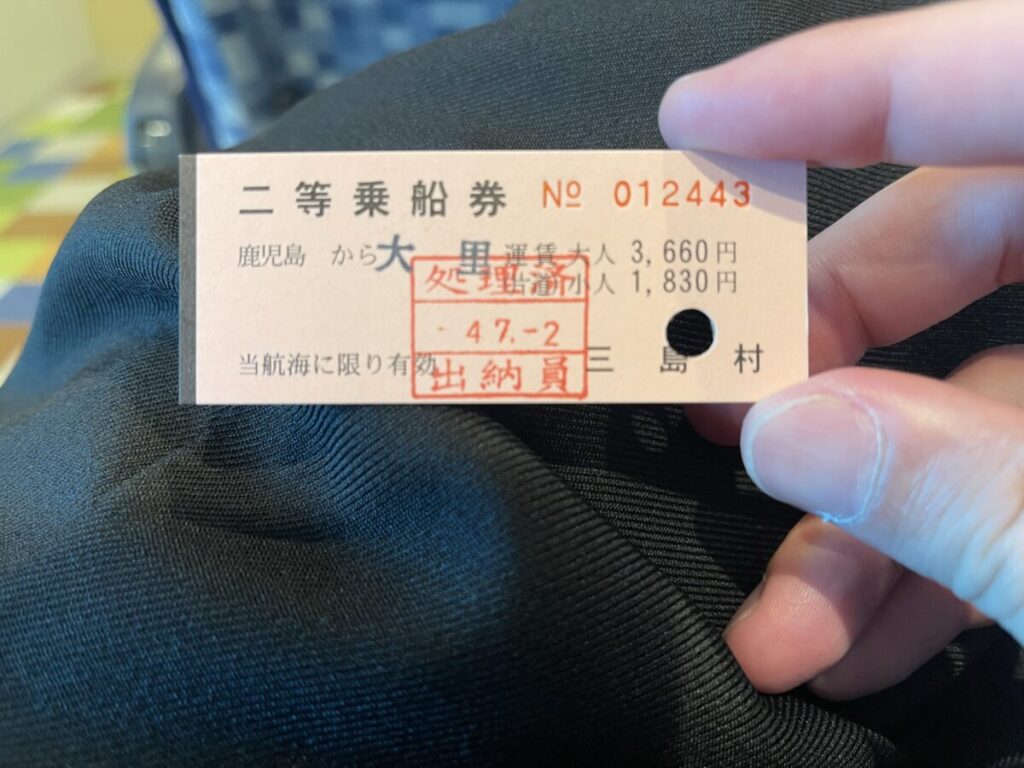 二等乗船券 № 012443
鹿児島 から 大里 運賃 大人 3,660円
片道 小人 1,830円
処理済
47.-2
出納員
当航海に限り有効 三島村